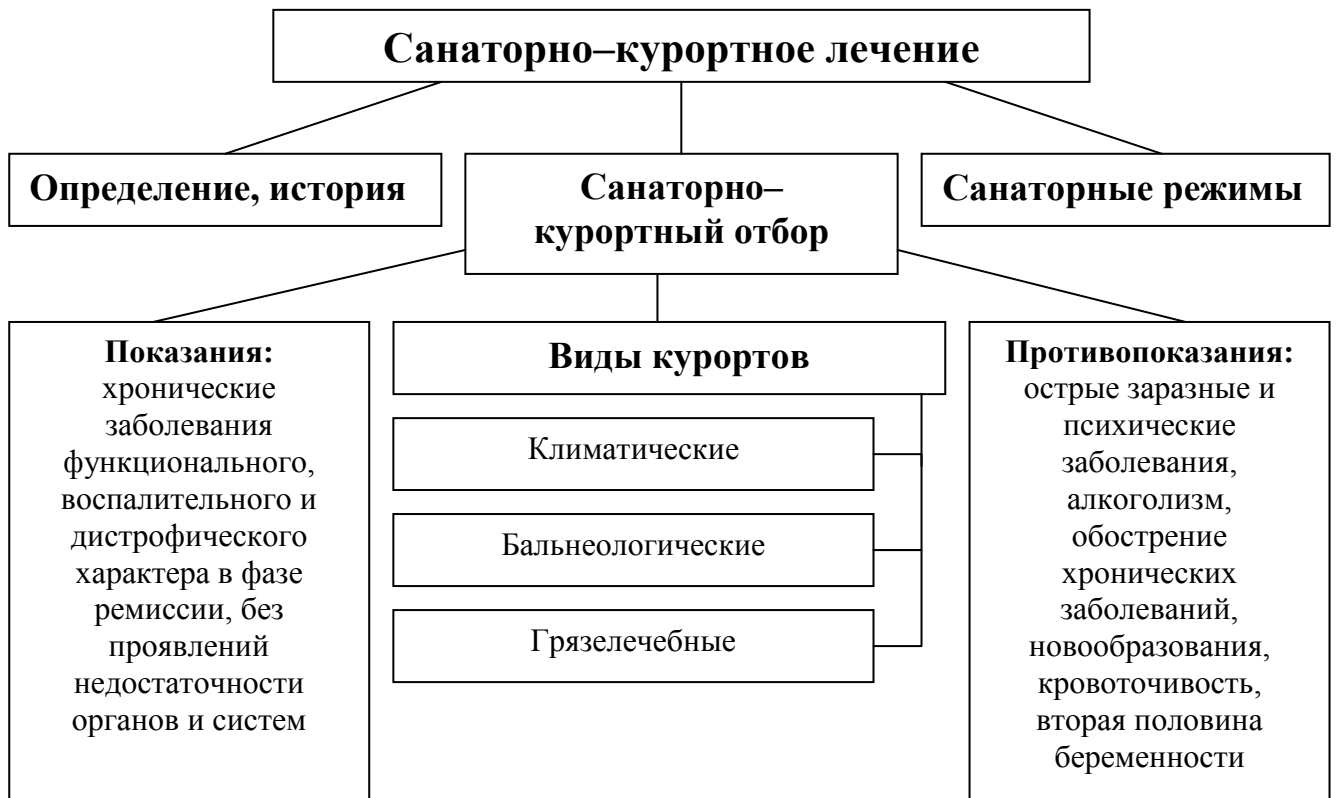 Санаторно–курортное лечение
Определение, история
Санаторно–
курортный отбор
Санаторные режимы
Показания:
хронические
заболевания
функционального,
воспалительного и
дистрофического
характера в фазе
ремиссии, без
проявлений
недостаточности
органов и систем
Виды курортов
Климатические
Бальнеологические
Грязелечебные
Противопоказания:
острые заразные и
психические
заболевания,
алкоголизм,
обострение
хронических
заболеваний,
новообразования,
кровоточивость,
вторая половина
беременности